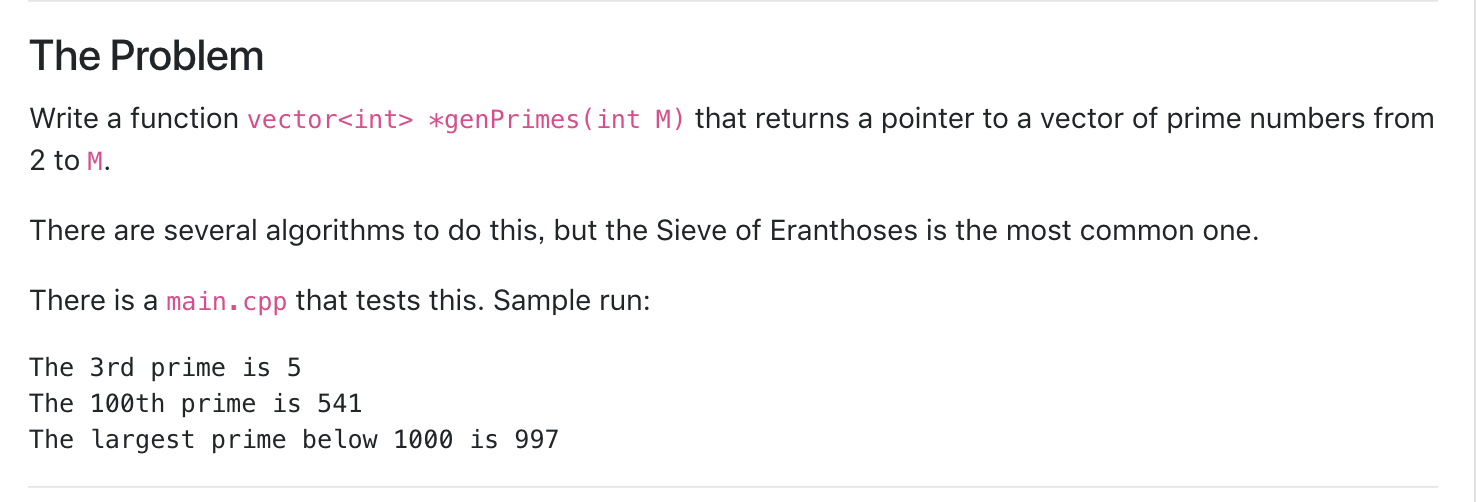 The Problem
Write a function vector<int> *genPrimes(int M) that returns a pointer to a vector of prime numbers from
2 to M.
There are several algorithms to do this, but the Sieve of Eranthoses is the most common one.
There is a main.cpp that tests this. Sample run:
The 3rd prime is 5
The 100th prime is 541
The largest prime below 1000 is 997